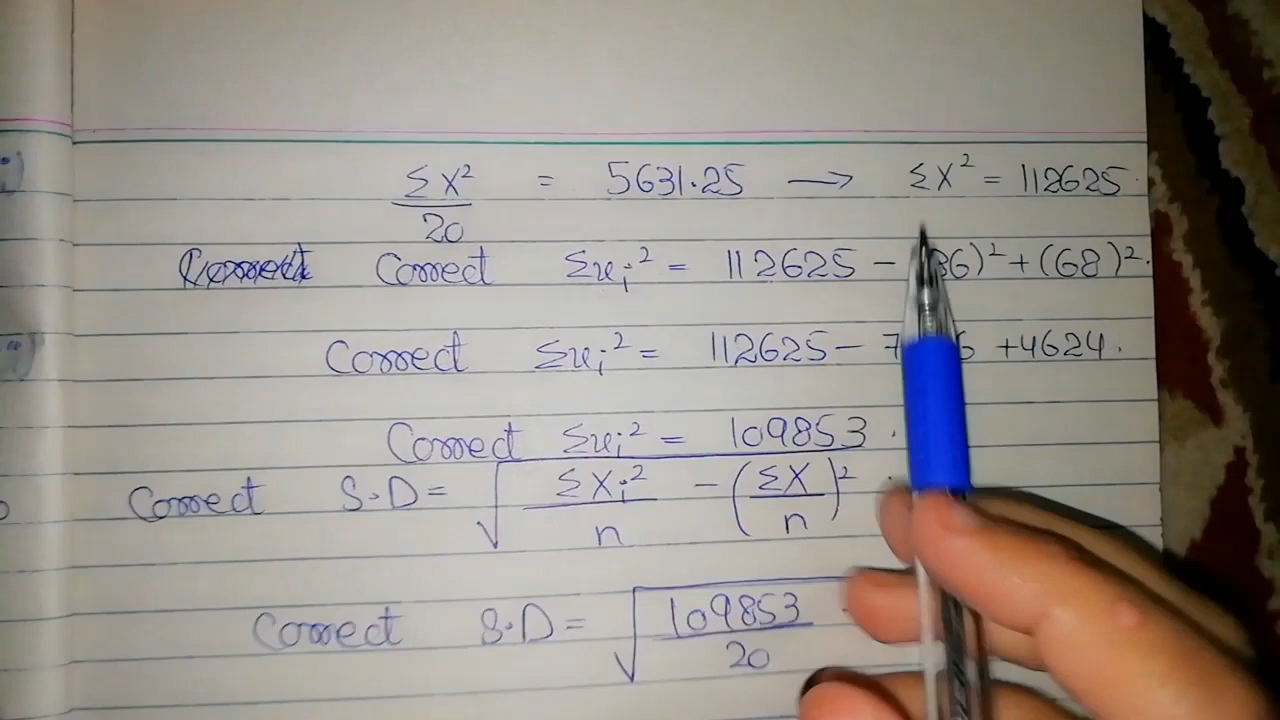 ΣX²/20 = 5631.25 → ΣX² = 112625.
Correct Correct Σxᵢ² = 112625 − 86)² + (68)².
Correct Σxᵢ² = 112625 − 7 6 + 4624.
Correct Σxᵢ² = 109853.
Correct S.D = √ΣXᵢ²/n − (ΣX/n)²
Correct S.D = √109853/20